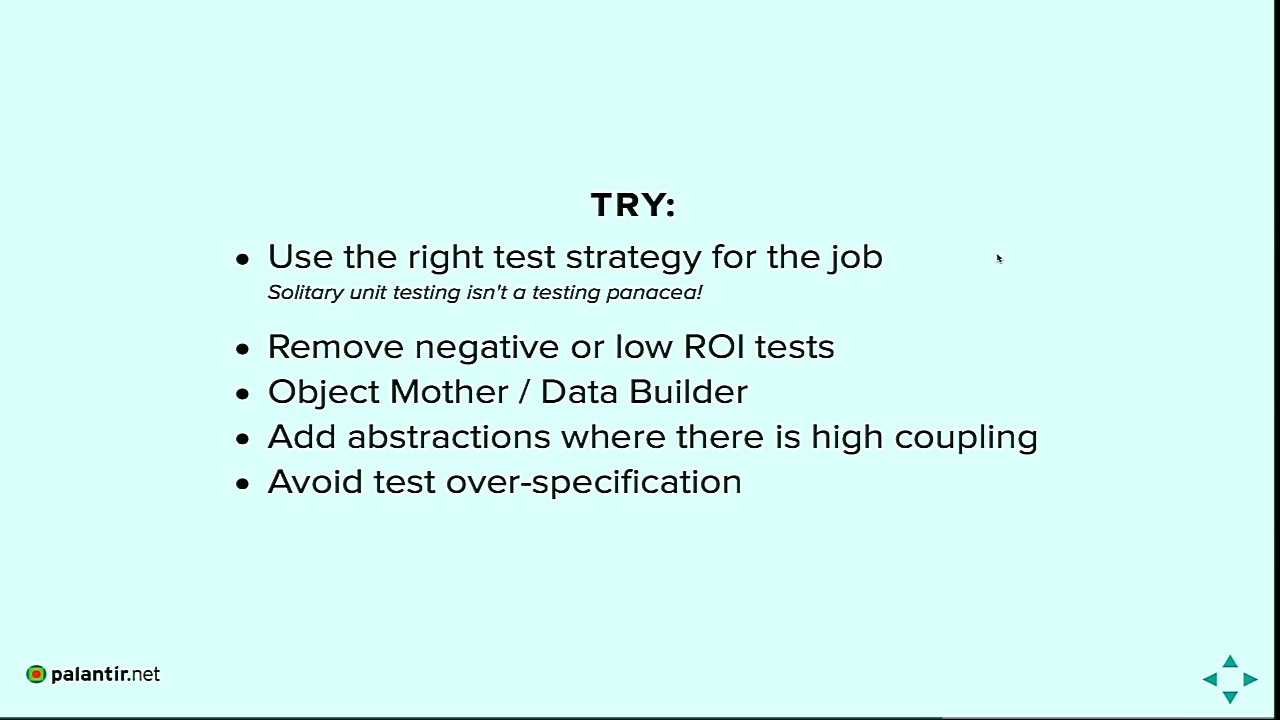 TRY:
• Use the right test strategy for the job
Solitary unit testing isn't a testing panacea!
• Remove negative or low ROI tests
• Object Mother / Data Builder
• Add abstractions where there is high coupling
• Avoid test over-specification
palantir.net